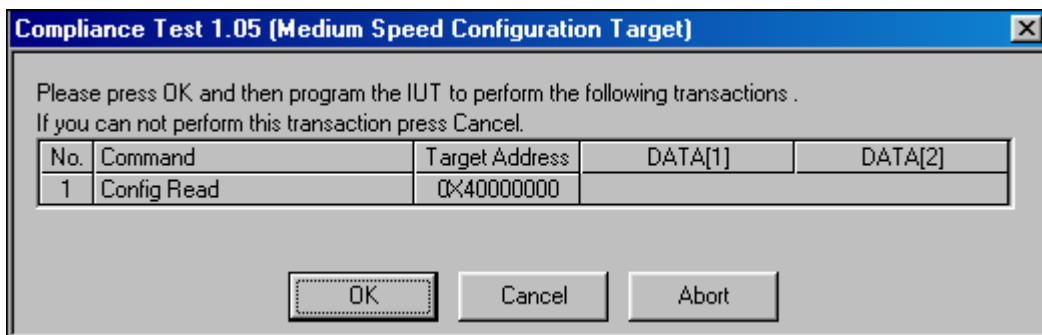 Compliance Test 1.05 (Medium Speed Configuration Target)
Please press OK and then program the IUT to perform the following transactions .
If you can not perform this transaction press Cancel.
No. Command Target Address DATA[1] DATA[2]
1 Config Read 0X40000000
OK Cancel Abort